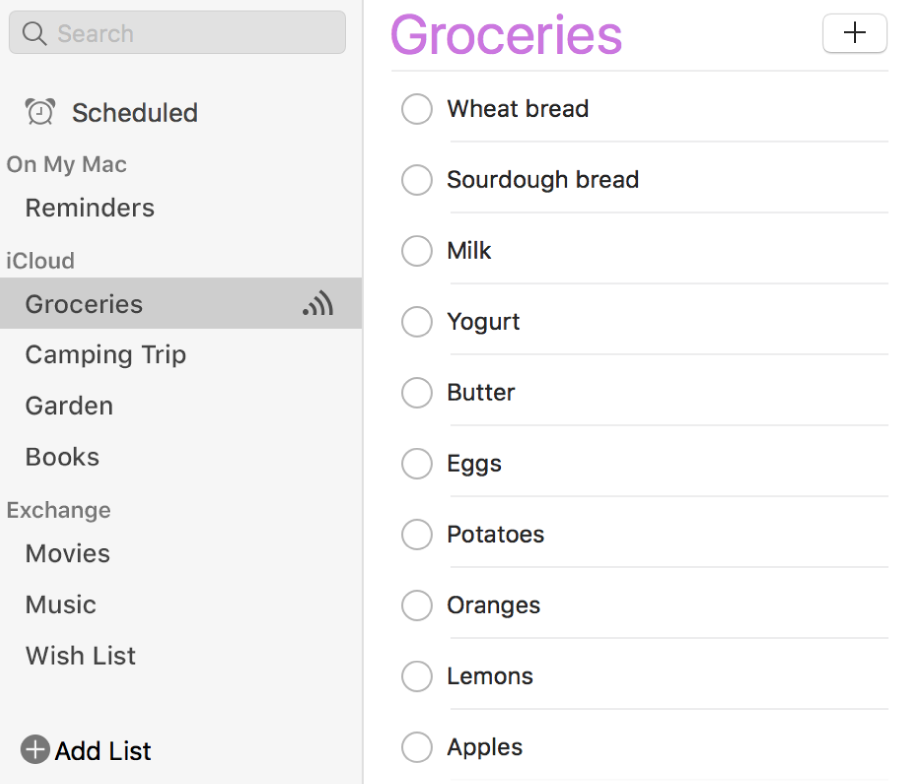 Search
Scheduled
On My Mac
Reminders
iCloud
Groceries
Camping Trip
Garden
Books
Exchange
Movies
Music
Wish List
Add List
Groceries
Wheat bread
Sourdough bread
Milk
Yogurt
Butter
Eggs
Potatoes
Oranges
Lemons
Apples